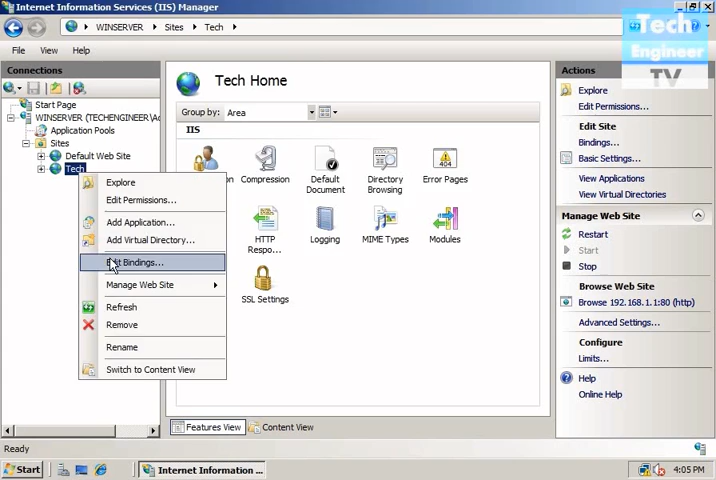 Internet Information Services (IIS) Manager
WINSERVER
Sites
Tech
File
View
Help
Tech
Engineer
TV
Connections
Start Page
WINSERVER (TECHENGINEER\Ad
Application Pools
Sites
Default Web Site
Tech
Explore
Edit Permissions...
Add Application...
Add Virtual Directory...
Edit Bindings...
Manage Web Site
Refresh
Remove
Rename
Switch to Content View
Tech Home
Group by:
Area
IIS
Compression
Default
Document
Directory
Browsing
404
Error Pages
HTTP
Respo...
Logging
MIME Types
Modules
SSL Settings
Features View
Content View
Actions
Explore
Edit Permissions...
Edit Site
Bindings...
Basic Settings...
View Applications
View Virtual Directories
Manage Web Site
Restart
Start
Stop
Browse Web Site
Browse 192.168.1.1:80 (http)
Advanced Settings...
Configure
Limits...
Help
Online Help
Ready
Start
Internet Information ...
4:05 PM